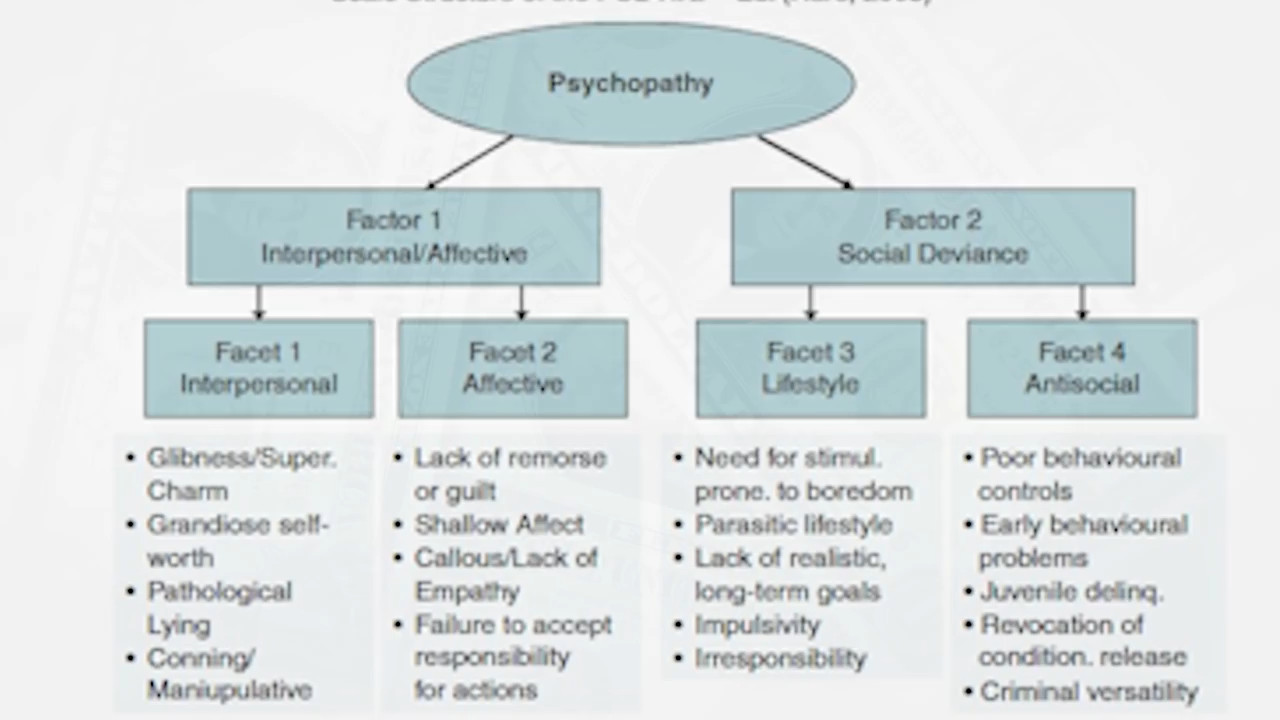 Psychopathy
Factor 1
Interpersonal/Affective
Factor 2
Social Deviance
Facet 1
Interpersonal
Facet 2
Affective
Facet 3
Lifestyle
Facet 4
Antisocial
• Glibness/Super.
Charm
• Grandiose self-
worth
• Pathological
Lying
• Conning/
Maniupulative
• Lack of remorse
or guilt
• Shallow Affect
• Callous/Lack of
Empathy
• Failure to accept
responsibility
for actions
• Need for stimul.
prone. to boredom
• Parasitic lifestyle
• Lack of realistic,
long-term goals
• Impulsivity
• Irresponsibility
• Poor behavioural
controls
• Early behavioural
problems
• Juvenile delinq.
• Revocation of
condition. release
• Criminal versatility